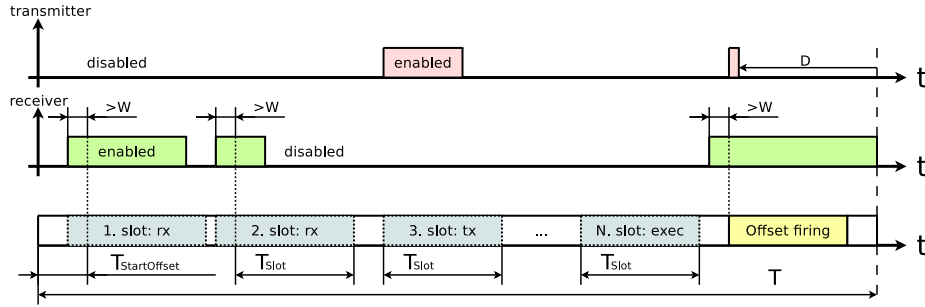 transmitter
disabled
enabled
D
t
receiver
>W
>W
>W
enabled
disabled
t
1. slot: rx
2. slot: rx
3. slot: tx
...
N. slot: exec
Offset firing
t
TStartOffset
TSlot
TSlot
TSlot
T